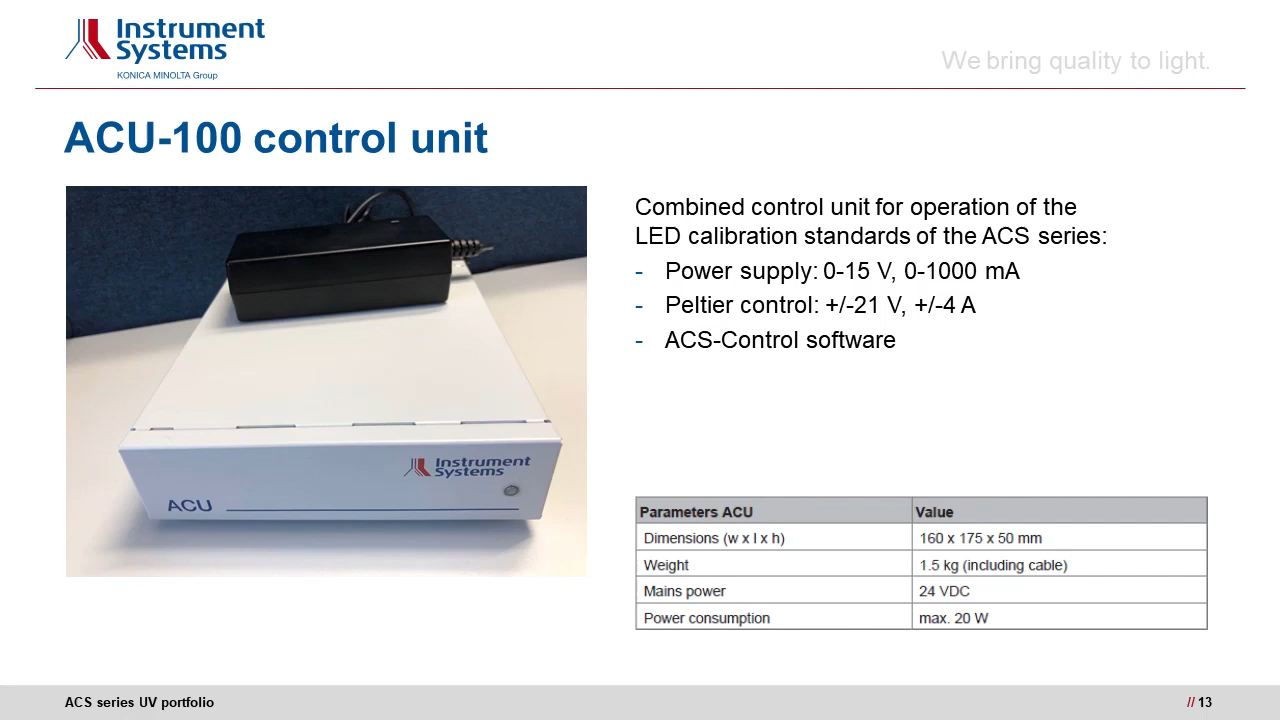 Instrument
Systems
KONICA MINOLTA Group
We bring quality to light.
ACU-100 control unit
Combined control unit for operation of the
LED calibration standards of the ACS series:
- Power supply: 0-15 V, 0-1000 mA
- Peltier control: +/-21 V, +/-4 A
- ACS-Control software
Instrument
Systems
ACU
Parameters ACU Value
Dimensions (w x l x h) 160 x 175 x 50 mm
Weight 1.5 kg (including cable)
Mains power 24 VDC
Power consumption max. 20 W
ACS series UV portfolio
// 13